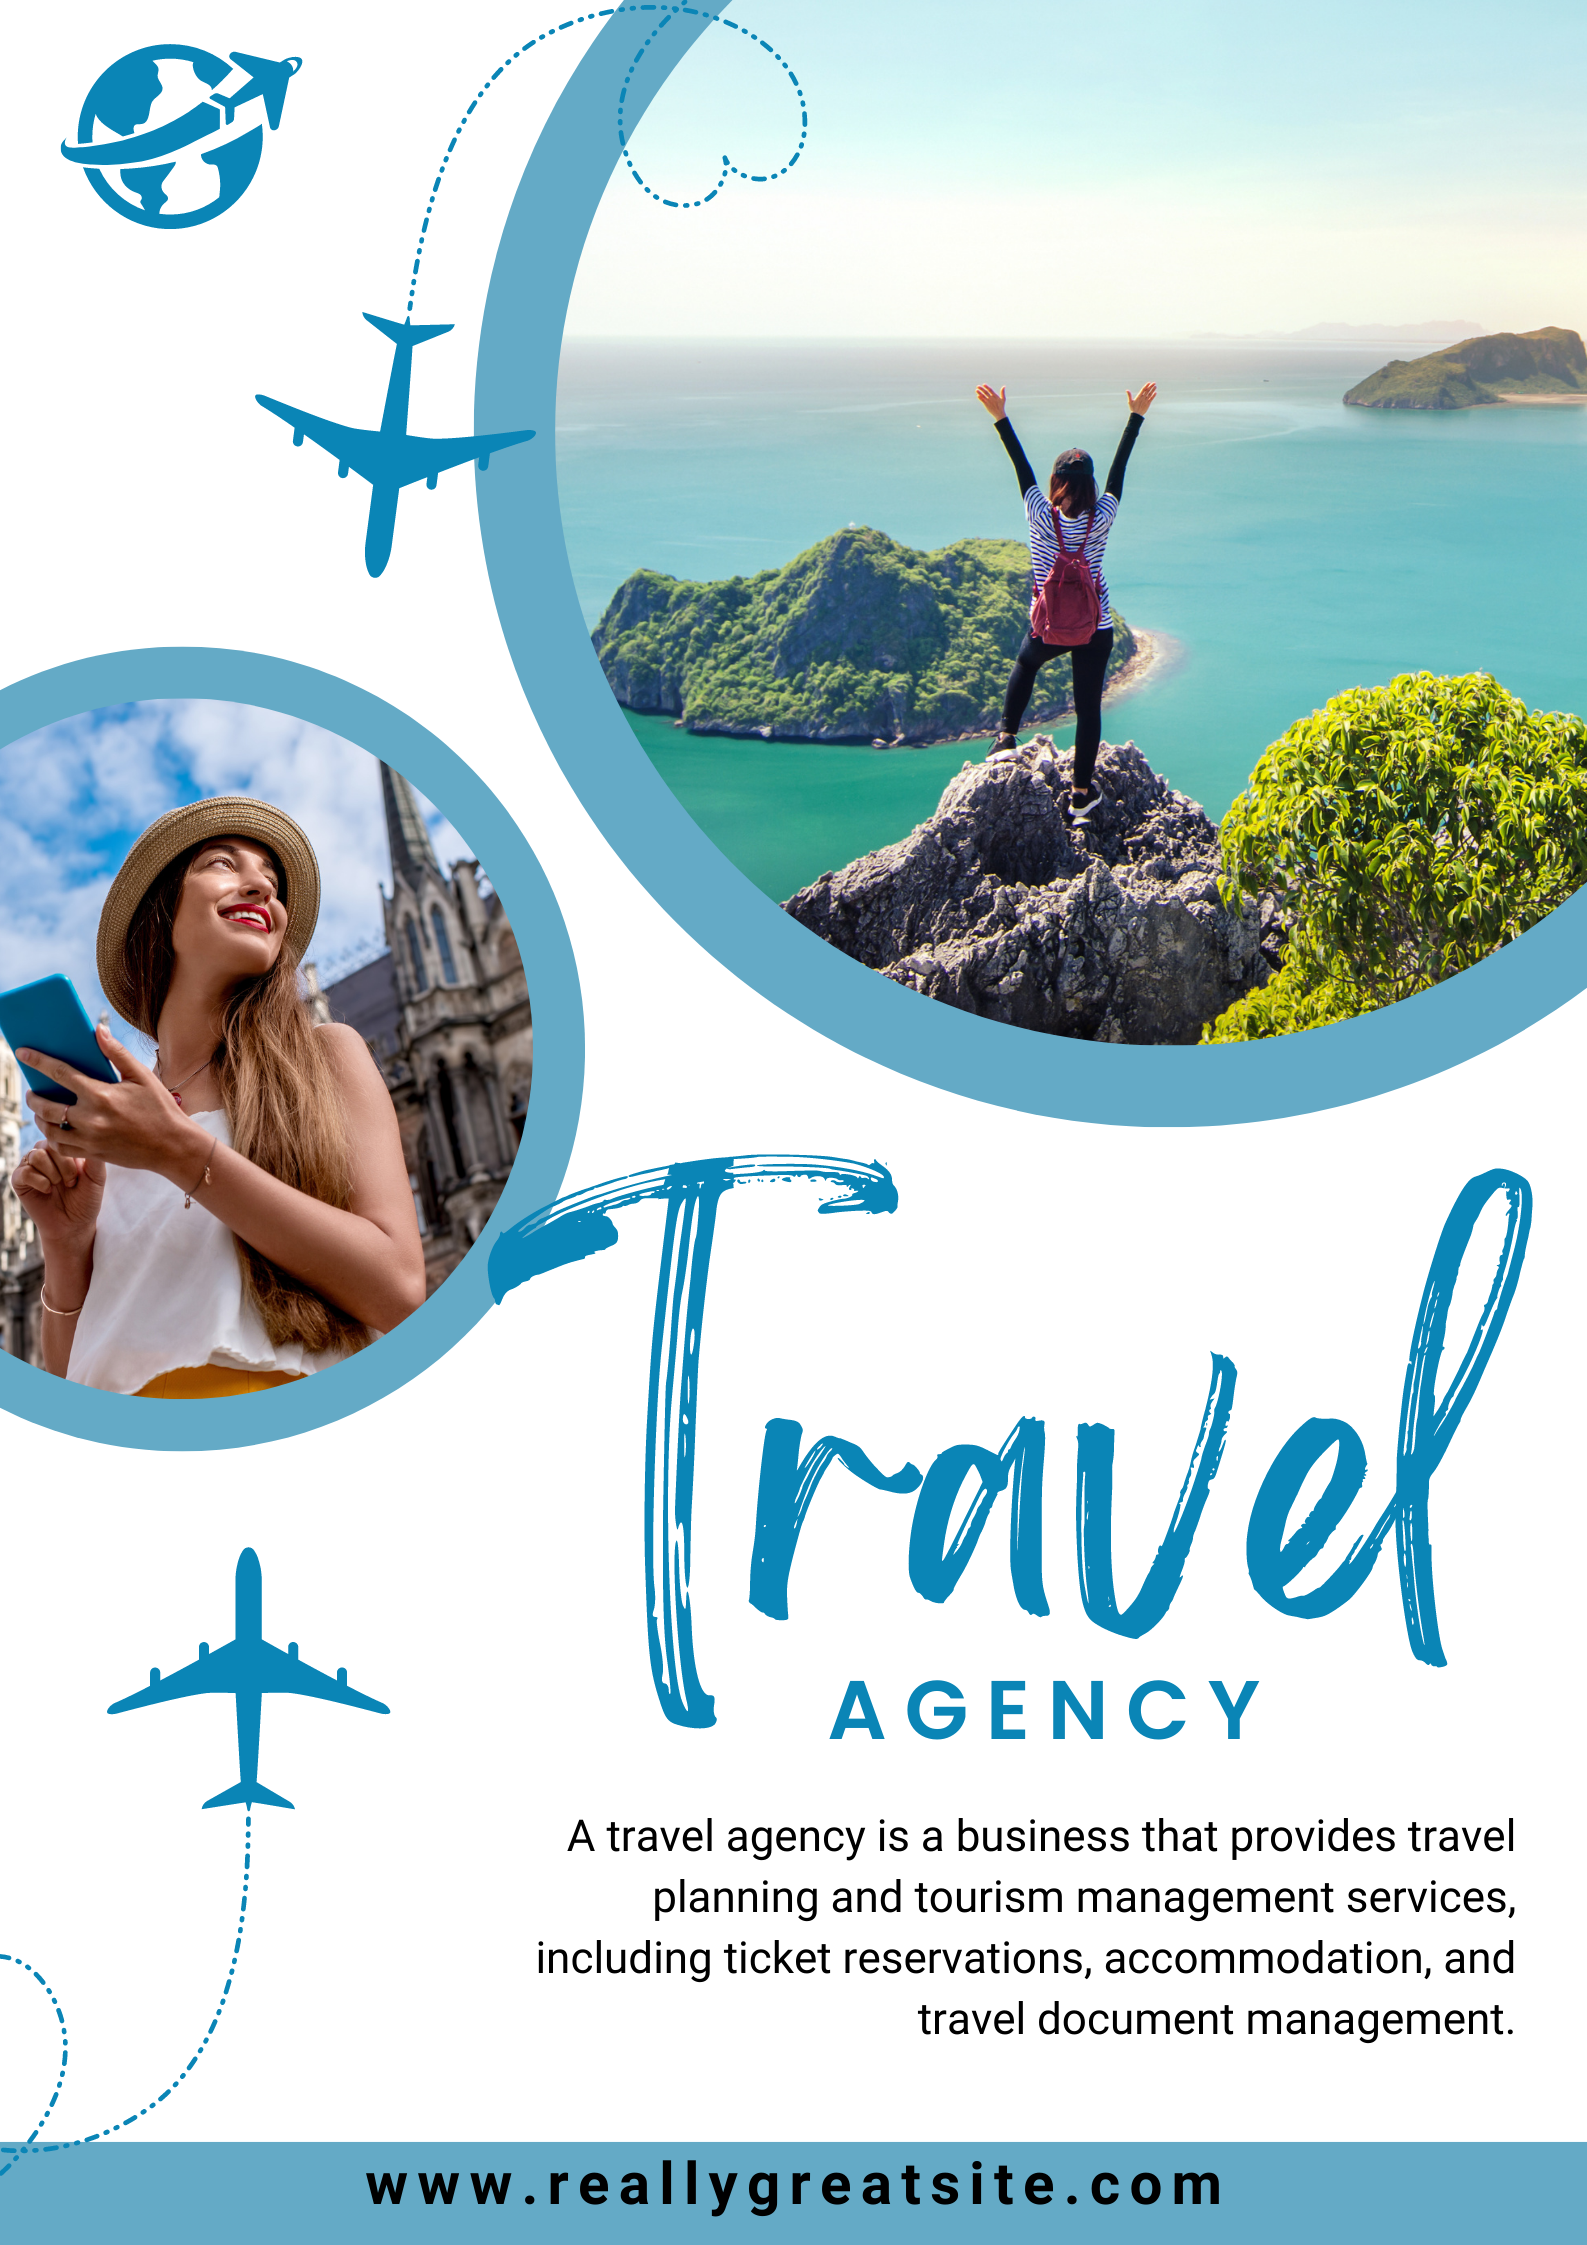 Travel
AGENCY
A travel agency is a business that provides travel
planning and tourism management services,
including ticket reservations, accommodation, and
travel document management.
www.reallygreatsite.com